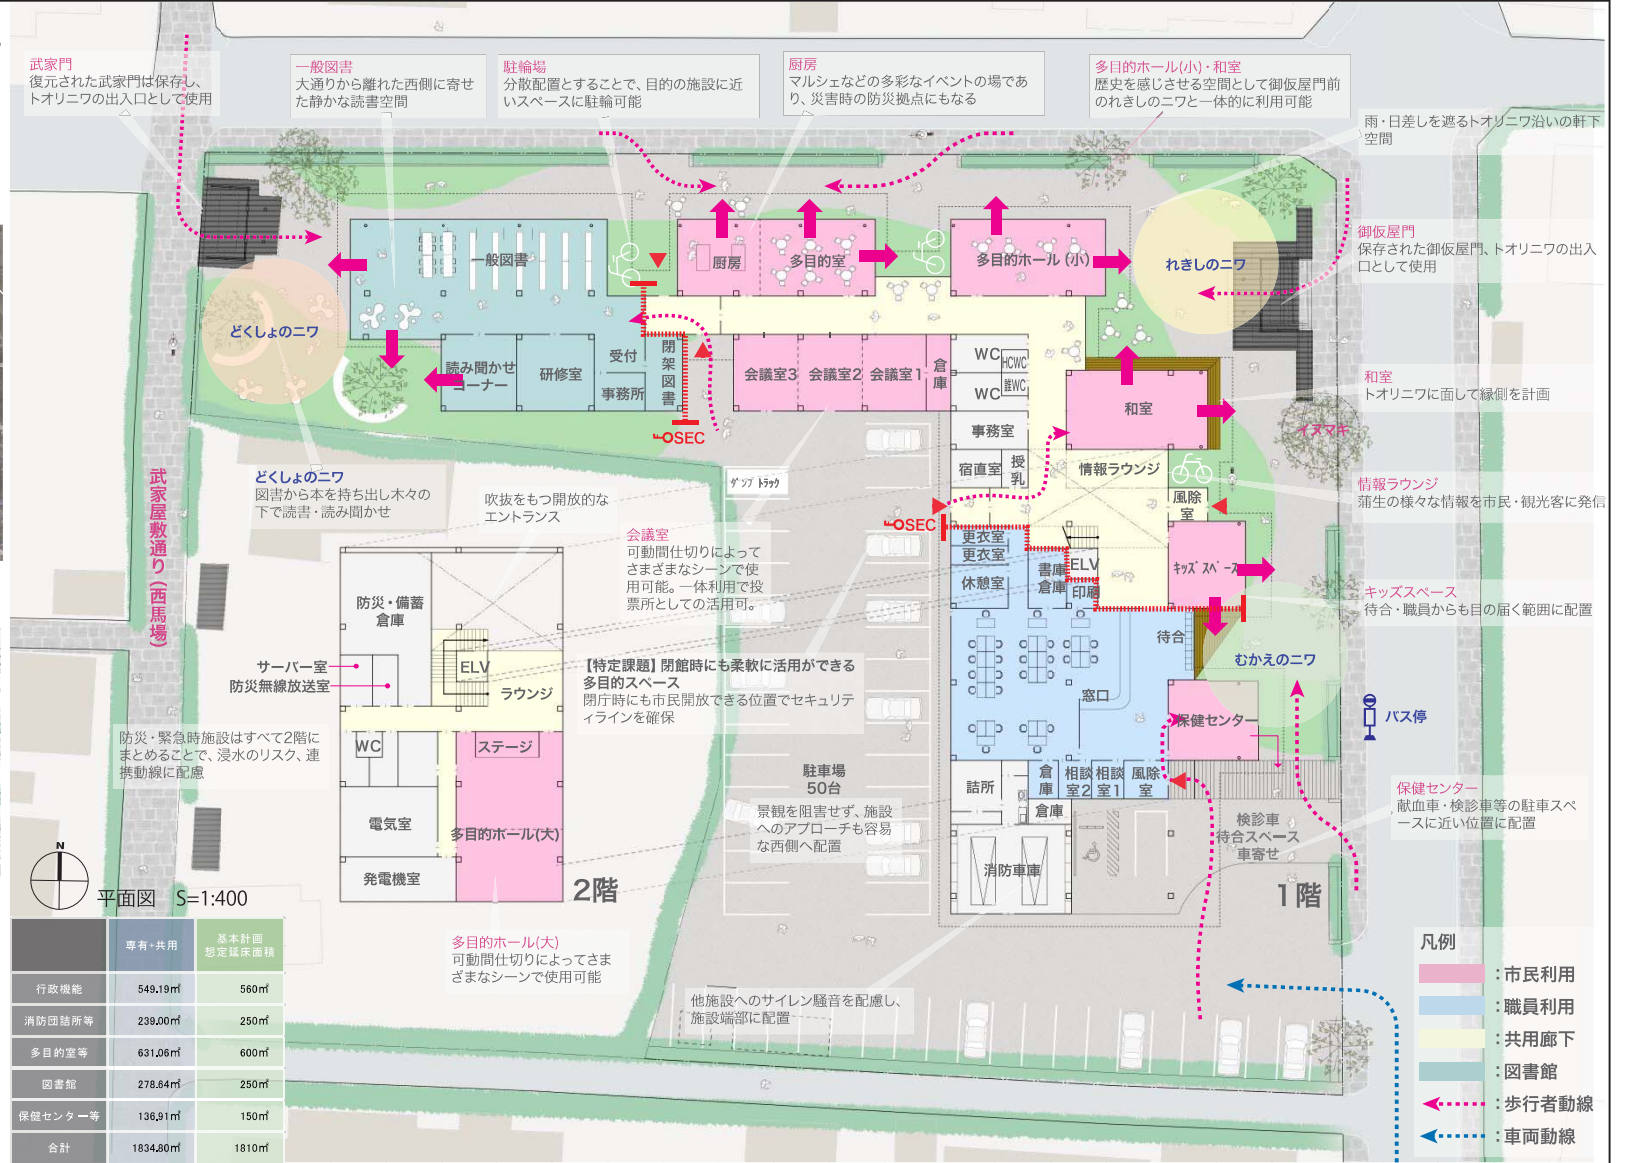 武家門
復元された武家門は保存し、
トオリニワの出入口として使用
一般図書
大通りから離れた西側に寄せ
た静かな読書空間
駐輪場
分散配置とすることで、目的の施設に近
いスペースに駐輪可能
厨房
マルシェなどの多彩なイベントの場であ
り、災害時の防災拠点にもなる
多目的ホール(小)・和室
歴史を感じさせる空間として御仮屋門前
のれきしのニワと一体的に利用可能
雨・日差しを遮るトオリニワ沿いの軒下
空間
御仮屋門
保存された御仮屋門、トオリニワの出入
口として使用
和室
トオリニワに面して縁側を計画
イヌマキ
情報ラウンジ
蒲生の様々な情報を市民・観光客に発信
キッズスペース
待合・職員からも目の届く範囲に配置
バス停
保健センター
献血車・検診車等の駐車スペ
ースに近い位置に配置
一般図書
厨房
多目的室
多目的ホール (小)
れきしのニワ
どくしょのニワ
読み聞かせ
コーナー
研修室
受付
事務所
閉架図書
会議室3
会議室2
会議室1
倉庫
WC
HCWC
WC
誰WC
事務室
和室
宿直室
授乳
情報ラウンジ
風除室
SEC
SEC
更衣室
更衣室
休憩室
書庫
倉庫
ELV
印刷
キッズ スペース
待合
むかえのニワ
窓口
保健センター
詰所
倉庫
相談室2
相談室1
風除室
倉庫
消防車庫
検診車
待合スペース
車寄せ
1階
ダンプ トラック
駐車場
50台
景観を阻害せず、施設
へのアプローチも容易
な西側へ配置
他施設へのサイレン騒音を配慮し、
施設端部に配置
武家屋敷通り (西馬場)
どくしょのニワ
図書から本を持ち出し木々の
下で読書・読み聞かせ
吹抜をもつ開放的な
エントランス
会議室
可動間仕切りによって
さまざまなシーンで使
用可能。一体利用で投
票所としての活用可。
【特定課題】閉館時にも柔軟に活用ができる
多目的スペース
閉庁時にも市民開放できる位置でセキュリテ
ィラインを確保
防災・備蓄
倉庫
サーバー室
防災無線放送室
ELV
ラウンジ
WC
ステージ
電気室
多目的ホール(大)
発電機室
2階
防災・緊急時施設はすべて2階に
まとめることで、浸水のリスク、連
携動線に配慮
多目的ホール(大)
可動間仕切りによってさま
ざまなシーンで使用可能
N
平面図 S=1:400
専有+共用 基本計画
想定延床面積
行政機能 549.19㎡ 560㎡
消防団詰所等 239.00㎡ 250㎡
多目的室等 631.06㎡ 600㎡
図書館 278.64㎡ 250㎡
保健センター等 136.91㎡ 150㎡
合計 1834.80㎡ 1810㎡
凡例
:市民利用
:職員利用
:共用廊下
:図書館
:歩行者動線
:車両動線